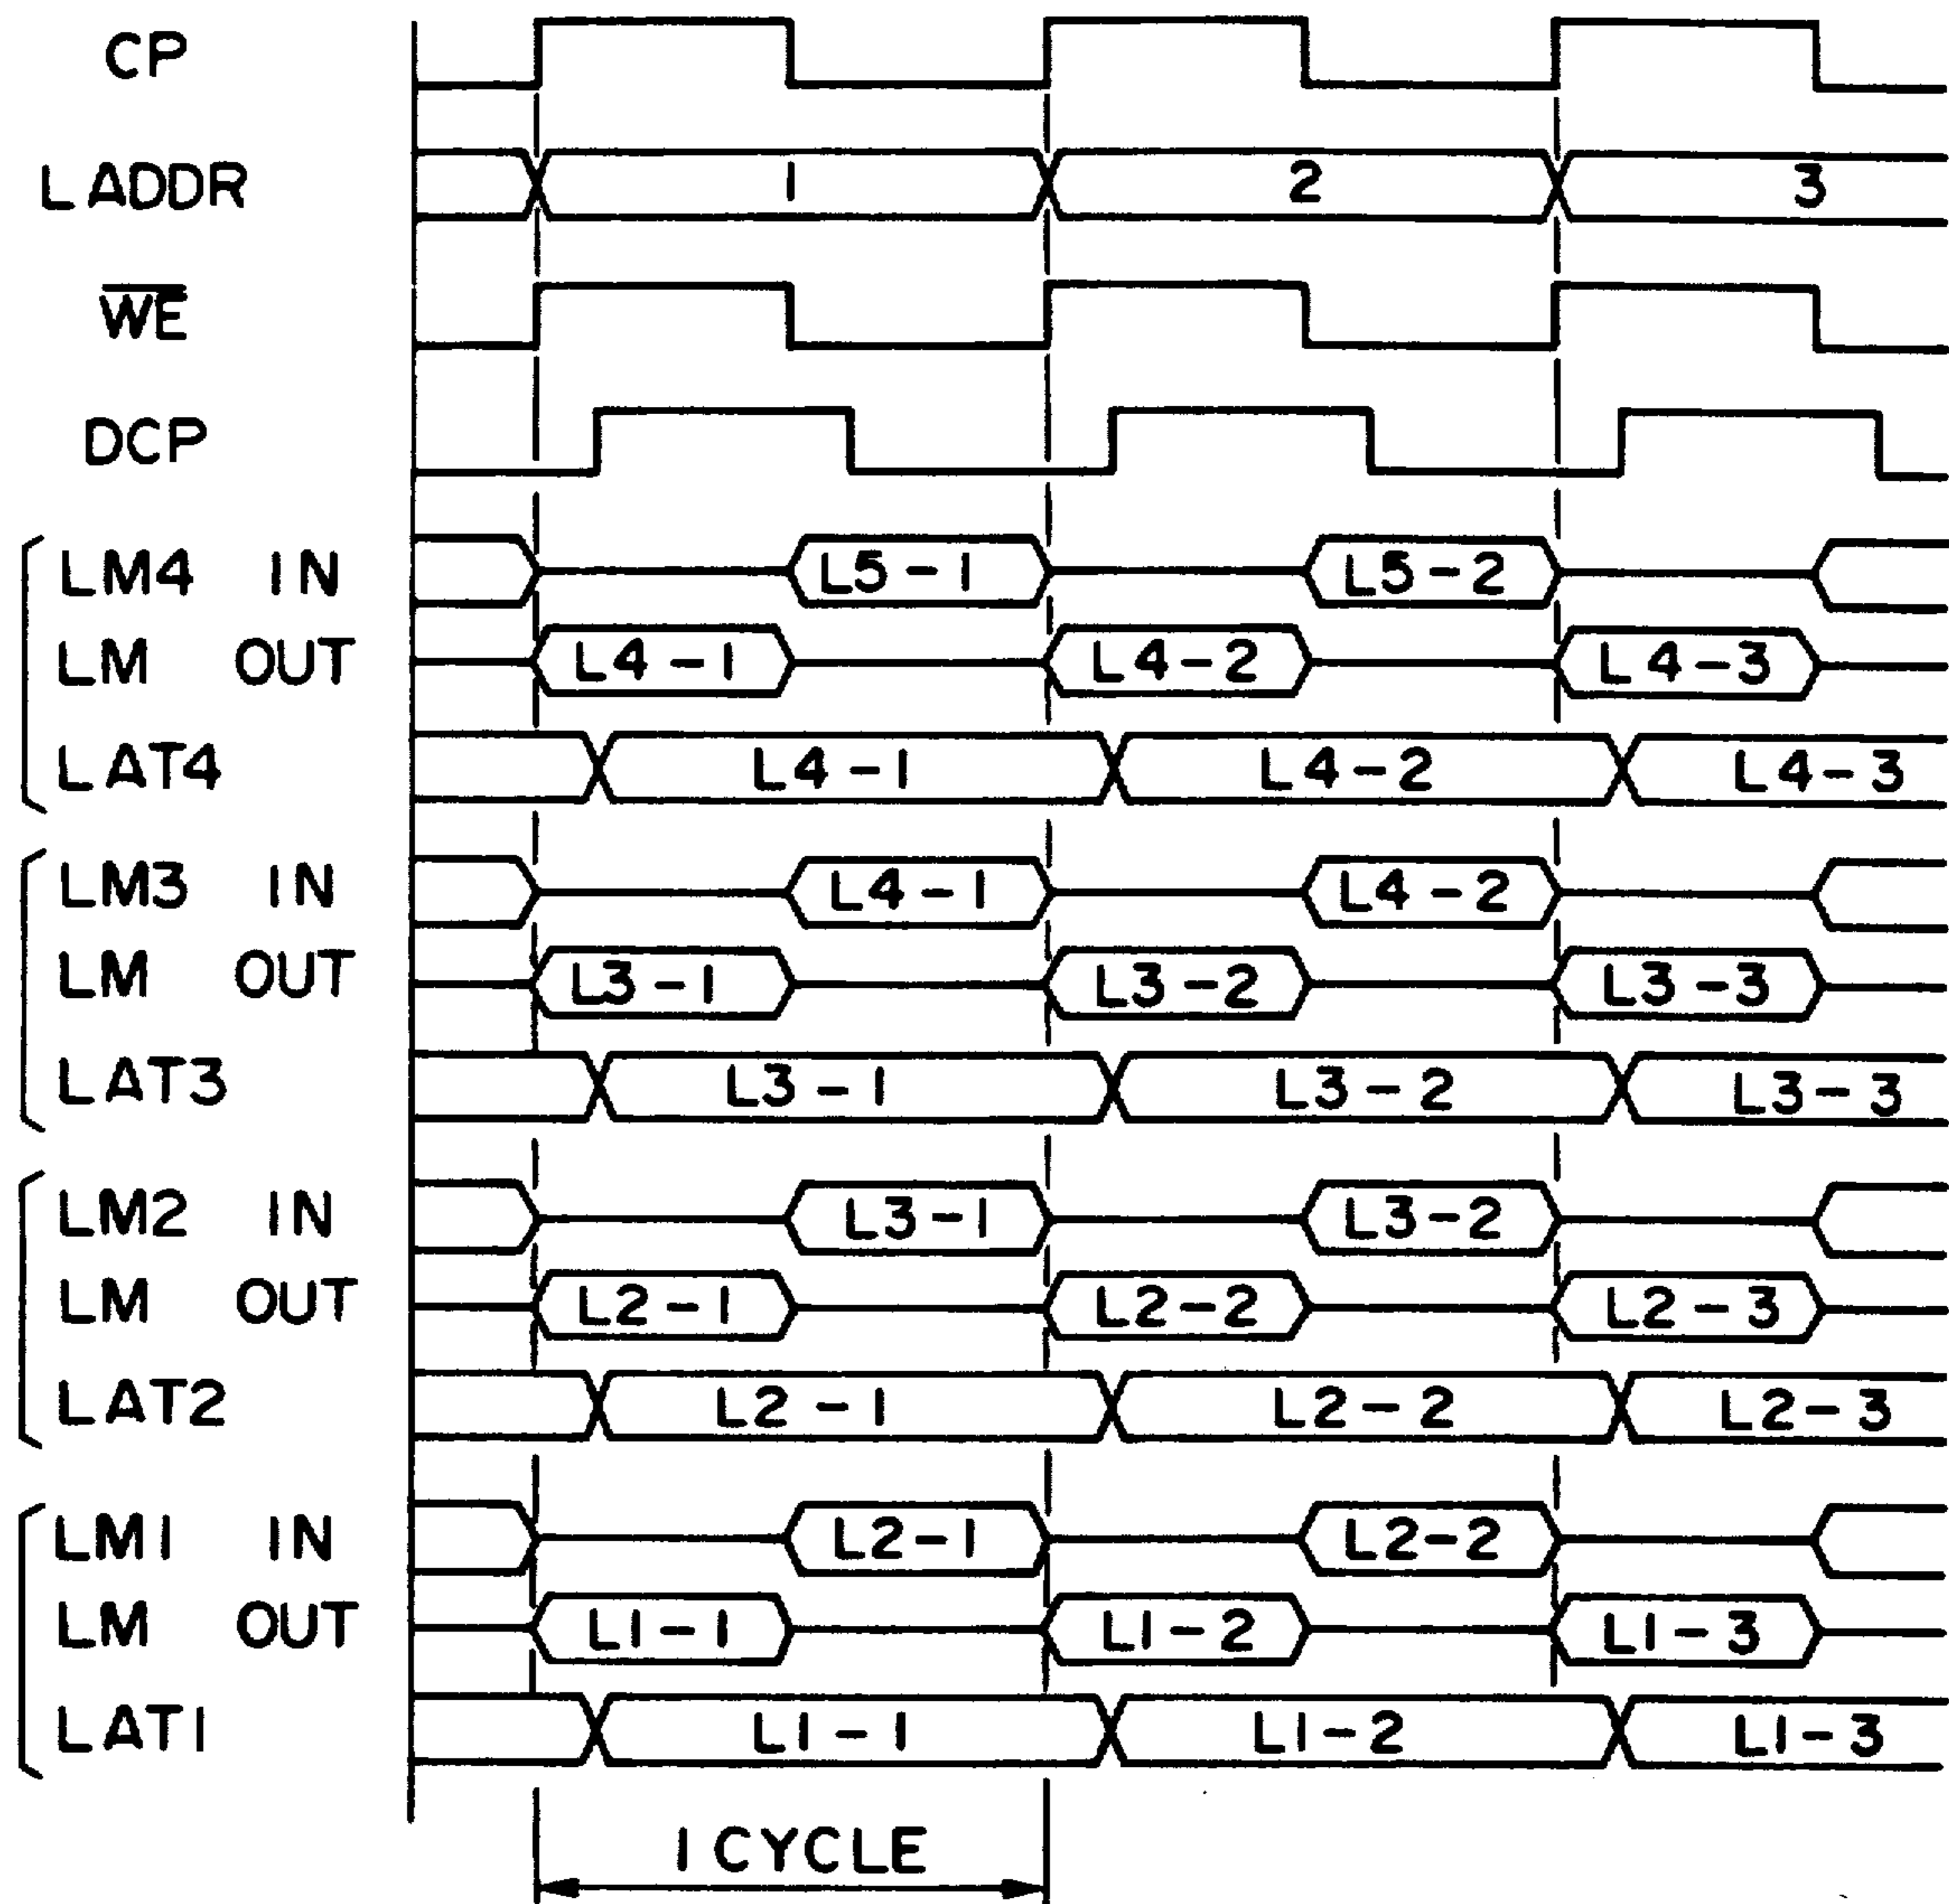 CP
LADDR 1 2 3
W̅E̅
DCP
LM4 IN L5-1 L5-2
LM OUT L4-1 L4-2 L4-3
LAT4 L4-1 L4-2 L4-3
LM3 IN L4-1 L4-2
LM OUT L3-1 L3-2 L3-3
LAT3 L3-1 L3-2 L3-3
LM2 IN L3-1 L3-2
LM OUT L2-1 L2-2 L2-3
LAT2 L2-1 L2-2 L2-3
LM1 IN L2-1 L2-2
LM OUT L1-1 L1-2 L1-3
LAT1 L1-1 L1-2 L1-3
1 CYCLE